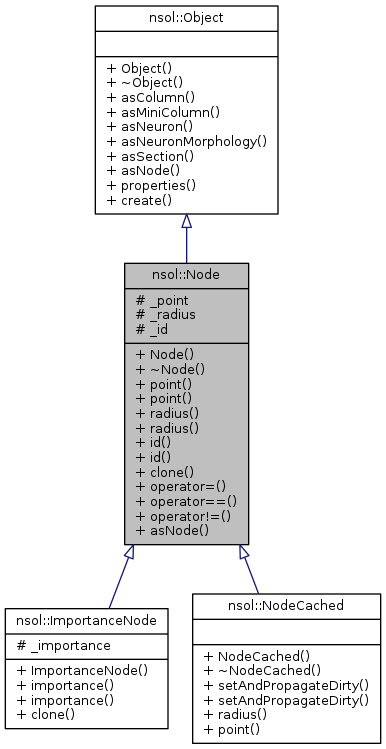 nsol::Object
+ Object()
+ ~Object()
+ asColumn()
+ asMiniColumn()
+ asNeuron()
+ asNeuronMorphology()
+ asSection()
+ asNode()
+ properties()
+ create()
nsol::Node
# _point
# _radius
# _id
+ Node()
+ ~Node()
+ point()
+ point()
+ radius()
+ radius()
+ id()
+ id()
+ clone()
+ operator=()
+ operator==()
+ operator!=()
+ asNode()
nsol::ImportanceNode
# _importance
+ ImportanceNode()
+ importance()
+ importance()
+ clone()
nsol::NodeCached
+ NodeCached()
+ ~NodeCached()
+ setAndPropagateDirty()
+ setAndPropagateDirty()
+ radius()
+ point()